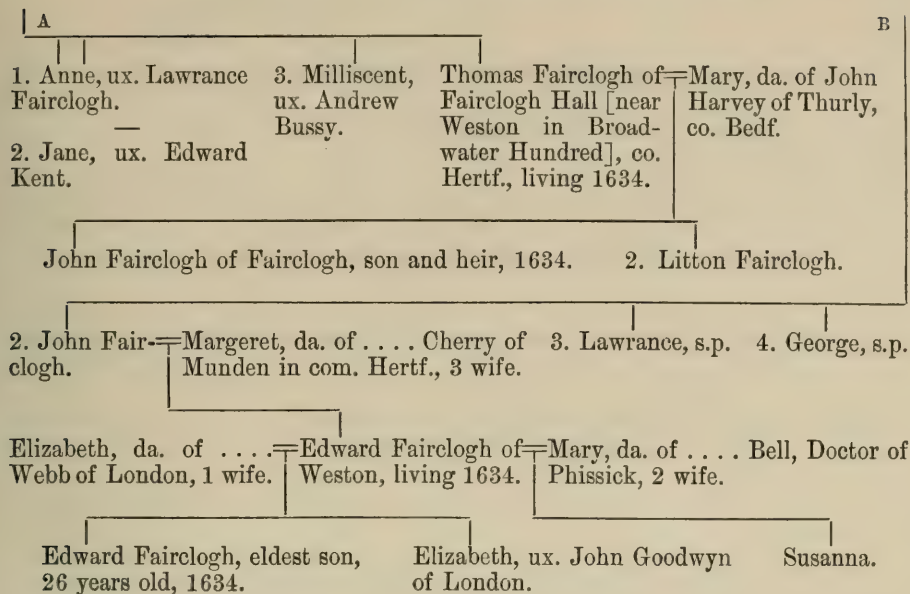 A
B
1. Anne, ux. Lawrance
Fairclogh.
2. Jane, ux. Edward
Kent.
3. Milliscent,
ux. Andrew
Bussy.
Thomas Fairclogh of
Fairclogh Hall [near
Weston in Broad-
water Hundred], co.
Hertf., living 1634.
Mary, da. of John
Harvey of Thurly,
co. Bedf.
John Fairclogh of Fairclogh, son and heir, 1634.
2. Litton Fairclogh.
2. John Fair-
clogh.
Margeret, da. of .... Cherry of
Munden in com. Hertf., 3 wife.
3. Lawrance, s.p.
4. George, s.p.
Elizabeth, da. of ....
Webb of London, 1 wife.
Edward Fairclogh of
Weston, living 1634.
Mary, da. of .... Bell, Doctor of
Phissick, 2 wife.
Edward Fairclogh, eldest son,
26 years old, 1634.
Elizabeth, ux. John Goodwyn
of London.
Susanna.